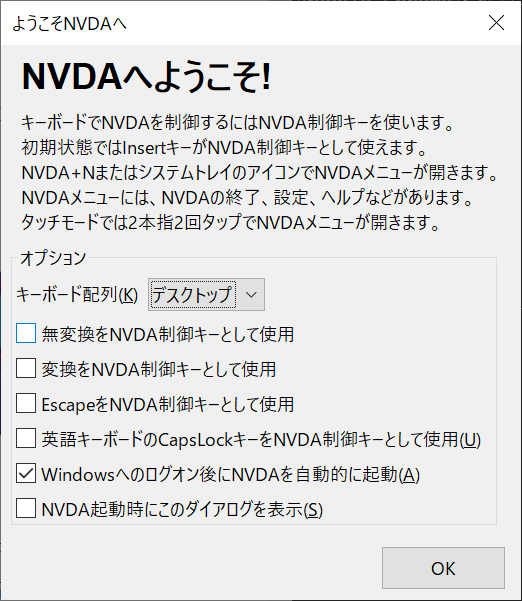 ようこそNVDAへ
NVDAへようこそ!
キーボードでNVDAを制御するにはNVDA制御キーを使います。
初期状態ではInsertキーがNVDA制御キーとして使えます。
NVDA+NまたはシステムトレイのアイコンでNVDAメニューが開きます。
NVDAメニューには、NVDAの終了、設定、ヘルプなどがあります。
タッチモードでは2本指2回タップでNVDAメニューが開きます。
オプション
キーボード配列(K) デスクトップ
無変換をNVDA制御キーとして使用
変換をNVDA制御キーとして使用
EscapeをNVDA制御キーとして使用
英語キーボードのCapsLockキーをNVDA制御キーとして使用(U)
Windowsへのログオン後にNVDAを自動的に起動(A)
NVDA起動時にこのダイアログを表示(S)
OK